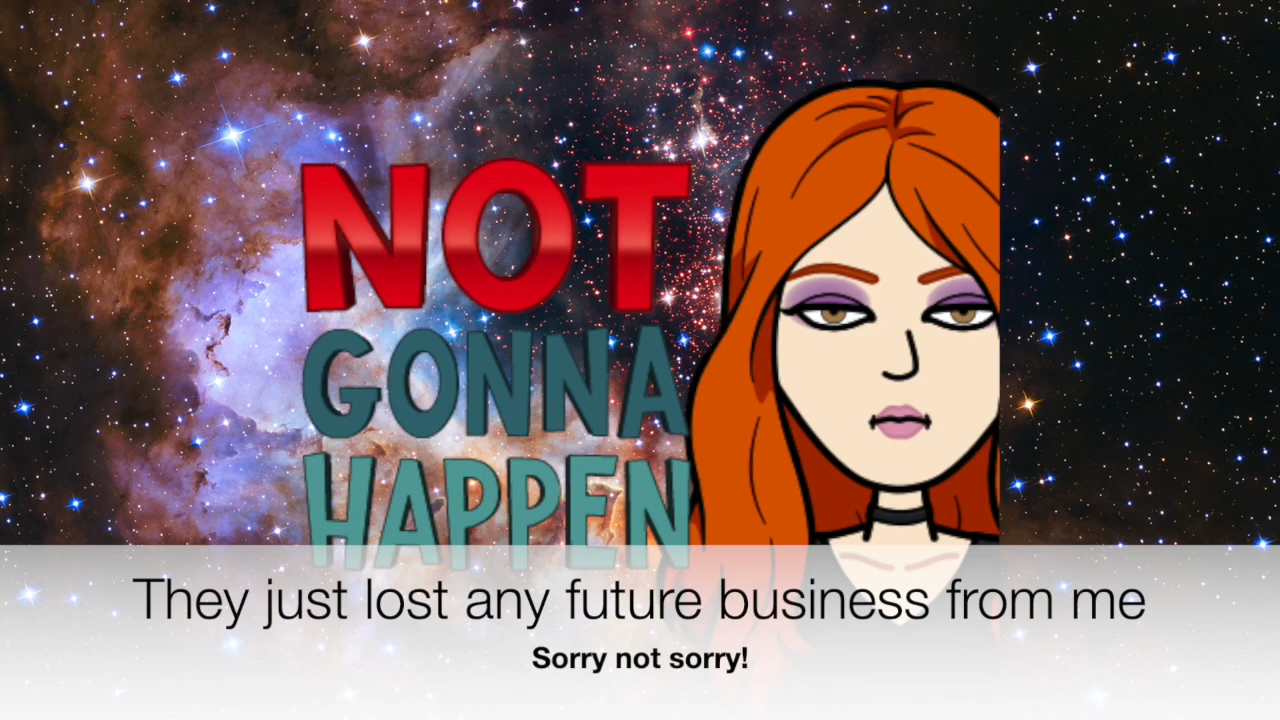 NOT
GONNA
HAPPEN
They just lost any future business from me
Sorry not sorry!